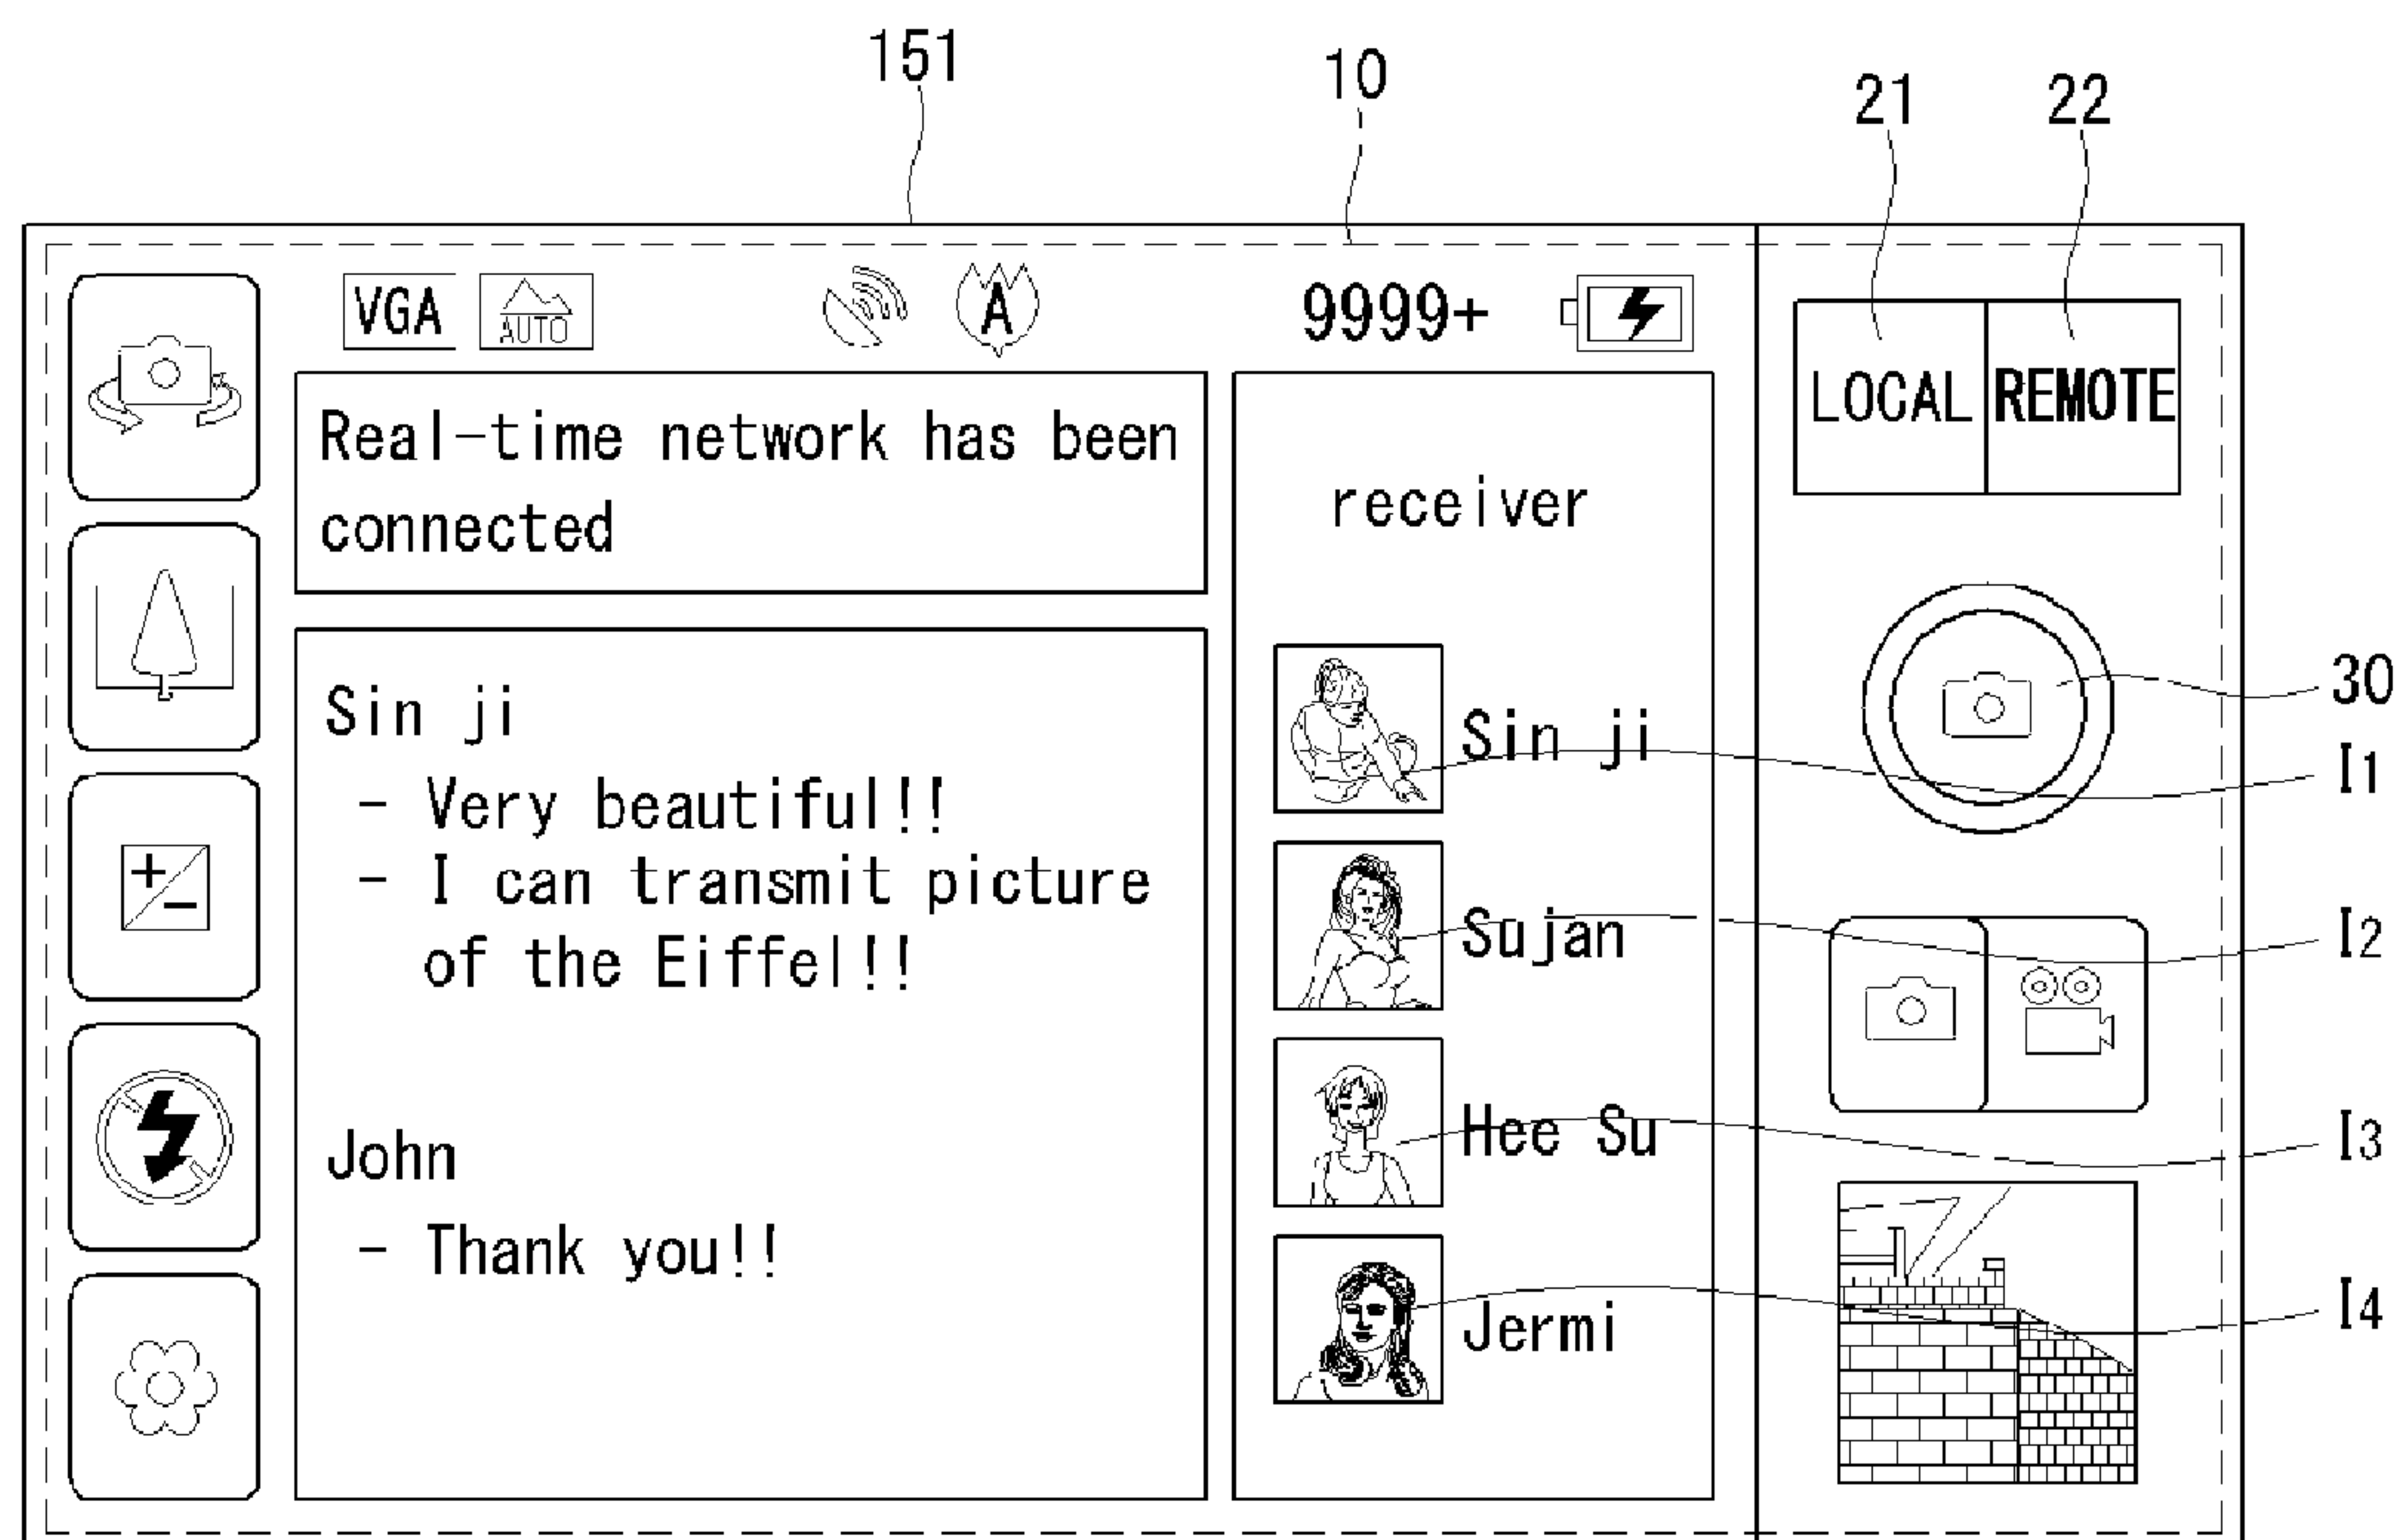 151
10
21
22
VGA
AUTO
A
9999+
LOCAL
REMOTE
Real-time network has been
connected
receiver
Sin ji
- Very beautiful!!
- I can transmit picture
of the Eiffel!!
John
- Thank you!!
Sin ji
Sujan
Hee Su
Jermi
30
I1
I2
I3
I4